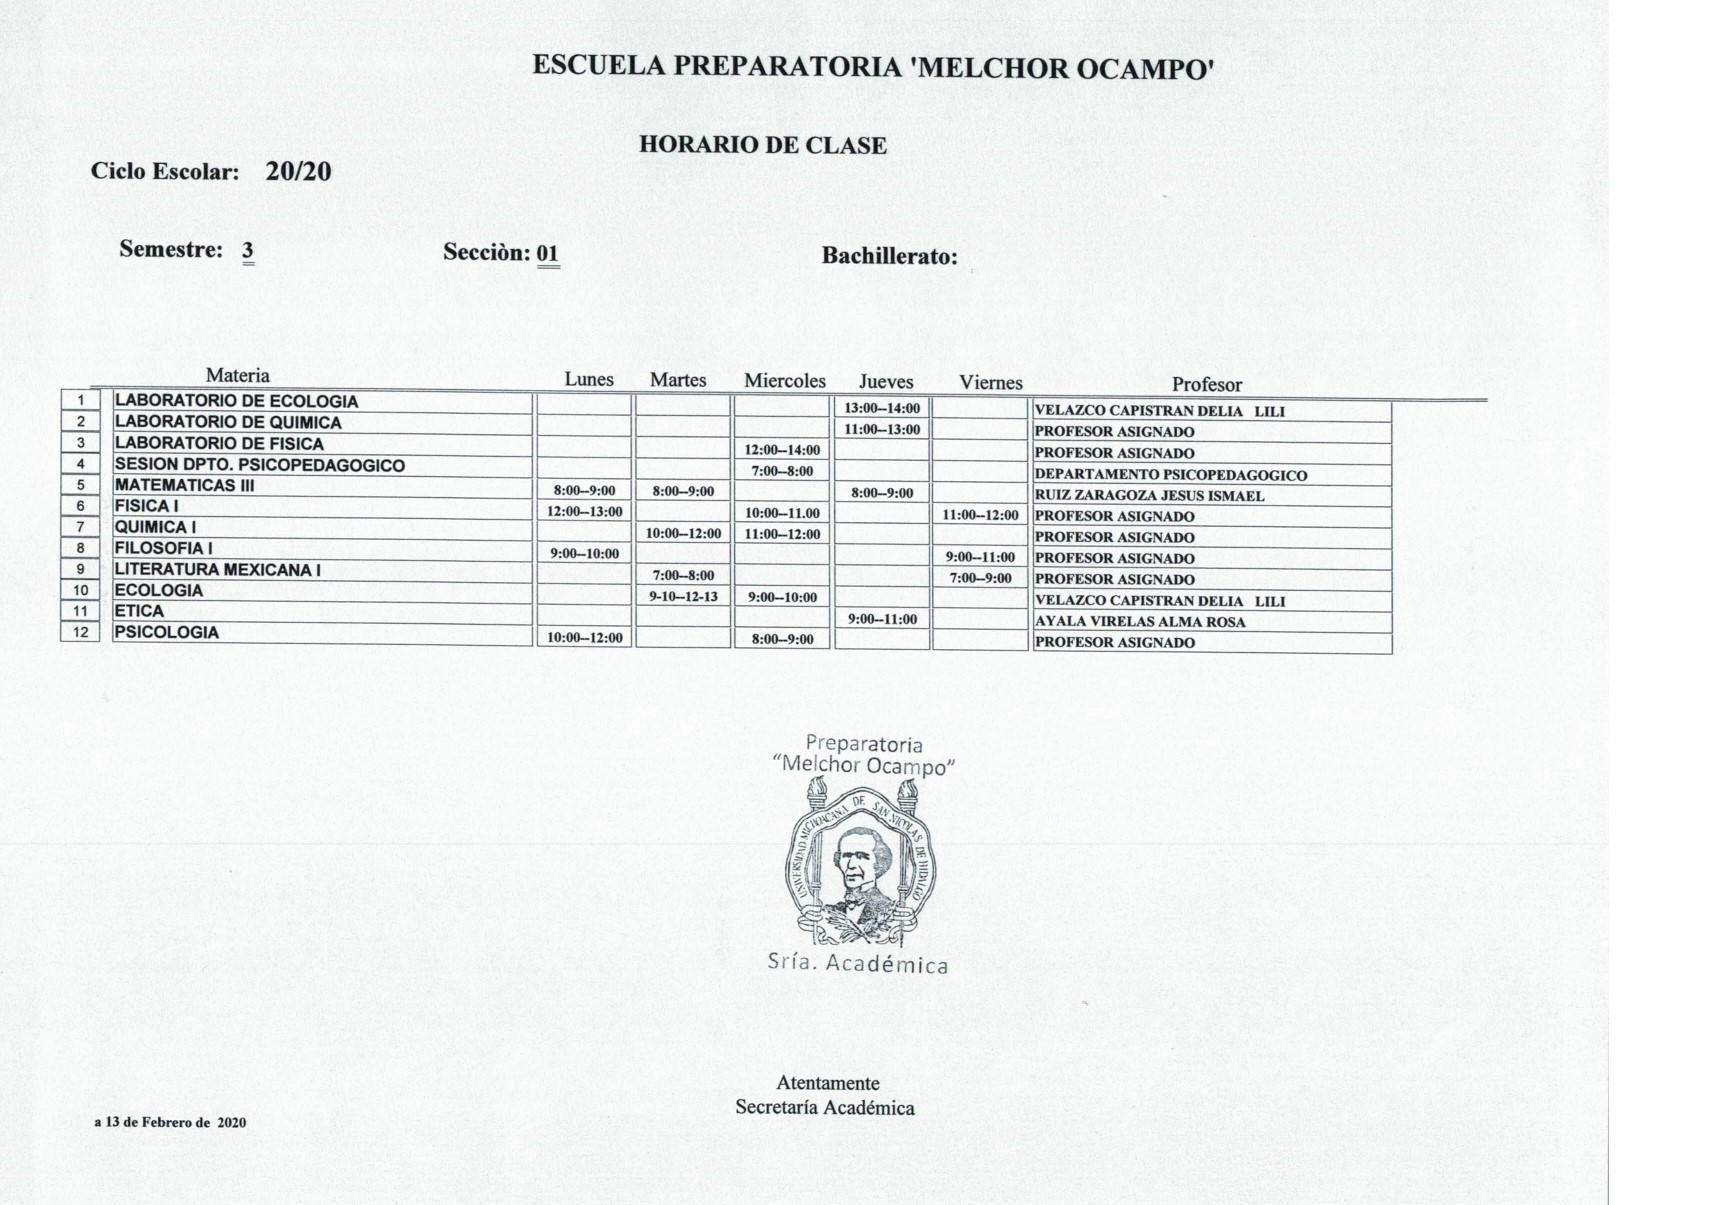 ESCUELA PREPARATORIA 'MELCHOR OCAMPO'
HORARIO DE CLASE
Ciclo Escolar: 20/20
Semestre: 3 Secciòn: 01 Bachillerato:
Materia Lunes Martes Miercoles Jueves Viernes Profesor
1 LABORATORIO DE ECOLOGIA 13:00--14:00 VELAZCO CAPISTRAN DELIA LILI
2 LABORATORIO DE QUIMICA 11:00--13:00 PROFESOR ASIGNADO
3 LABORATORIO DE FISICA 12:00--14:00 PROFESOR ASIGNADO
4 SESION DPTO. PSICOPEDAGOGICO 7:00--8:00 DEPARTAMENTO PSICOPEDAGOGICO
5 MATEMATICAS III 8:00--9:00 8:00--9:00 8:00--9:00 RUIZ ZARAGOZA JESUS ISMAEL
6 FISICA I 12:00--13:00 10:00--11.00 11:00--12:00 PROFESOR ASIGNADO
7 QUIMICA I 10:00--12:00 11:00--12:00 PROFESOR ASIGNADO
8 FILOSOFIA I 9:00--10:00 9:00--11:00 PROFESOR ASIGNADO
9 LITERATURA MEXICANA I 7:00--8:00 7:00--9:00 PROFESOR ASIGNADO
10 ECOLOGIA 9-10--12-13 9:00--10:00 VELAZCO CAPISTRAN DELIA LILI
11 ETICA 9:00--11:00 AYALA VIRELAS ALMA ROSA
12 PSICOLOGIA 10:00--12:00 8:00--9:00 PROFESOR ASIGNADO
Preparatoria
“Melchor Ocampo”
UNIVERSIDAD MICHOACANA DE SAN NICOLAS DE HIDALGO
Sría. Académica
Atentamente
Secretaría Académica
a 13 de Febrero de 2020